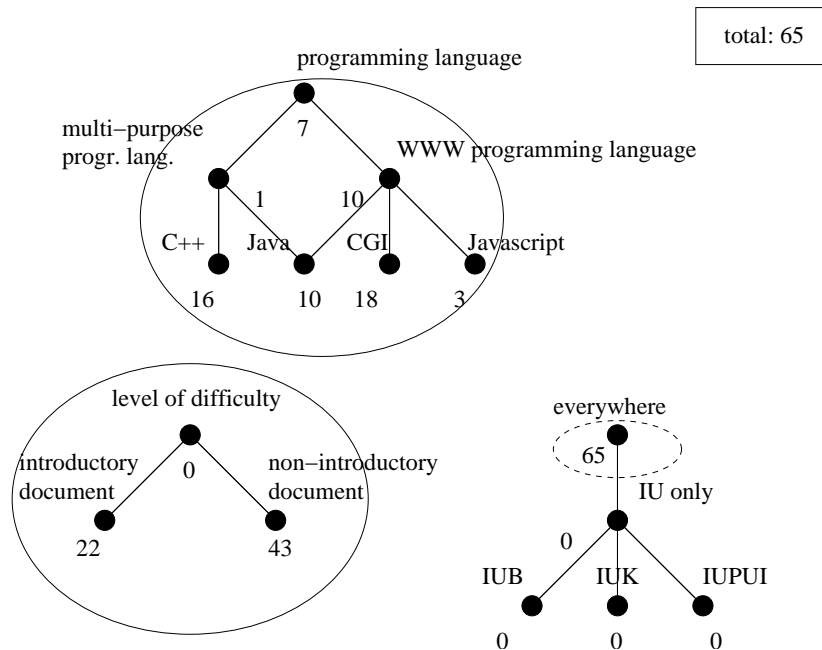 total: 65
programming language
multi−purpose
progr. lang.
7
WWW programming language
1
10
C++
Java
CGI
Javascript
16
10
18
3
level of difficulty
introductory
document
0
non−introductory
document
22
43
everywhere
65
IU only
0
IUB
IUK
IUPUI
0
0
0